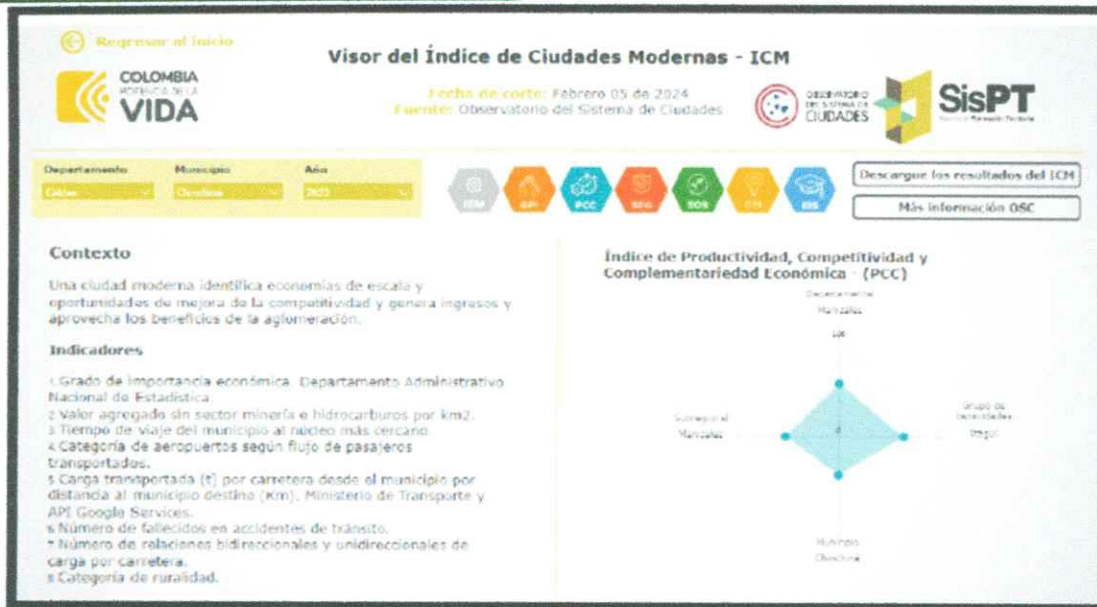 Regresar al inicio
Visor del Índice de Ciudades Modernas - ICM
COLOMBIA
POTENCIA DE LA
VIDA
Fecha de corte: Febrero 05 de 2024
Fuente: Observatorio del Sistema de Ciudades
OBSERVATORIO
DEL SISTEMA DE
CIUDADES
SisPT
Departamento
Municipio
Año
Caldas
Chinchiná
2023
PCC
SOS
CTI
Descargue los resultados del ICM
Más información OSC
Contexto
Una ciudad moderna identifica economías de escala y
oportunidades de mejora de la competitividad y genera ingresos y
aprovecha los beneficios de la aglomeración.
Indicadores
1 Grado de importancia económica. Departamento Administrativo
Nacional de Estadística.
2 Valor agregado sin sector minería e hidrocarburos por km2.
3 Tiempo de viaje del municipio al núcleo más cercano.
4 Categoría de aeropuertos según flujo de pasajeros
transportados.
5 Carga transportada (t) por carretera desde el municipio por
distancia al municipio destino (Km). Ministerio de Transporte y
API Google Services.
6 Número de fallecidos en accidentes de tránsito.
7 Número de relaciones bidireccionales y unidireccionales de
carga por carretera.
8 Categoría de ruralidad.
Índice de Productividad, Competitividad y
Complementariedad Económica - (PCC)
Departamental
Manizales
100
Subregional
Manizales
Grupo de
capacidades
Municipio
Chinchiná